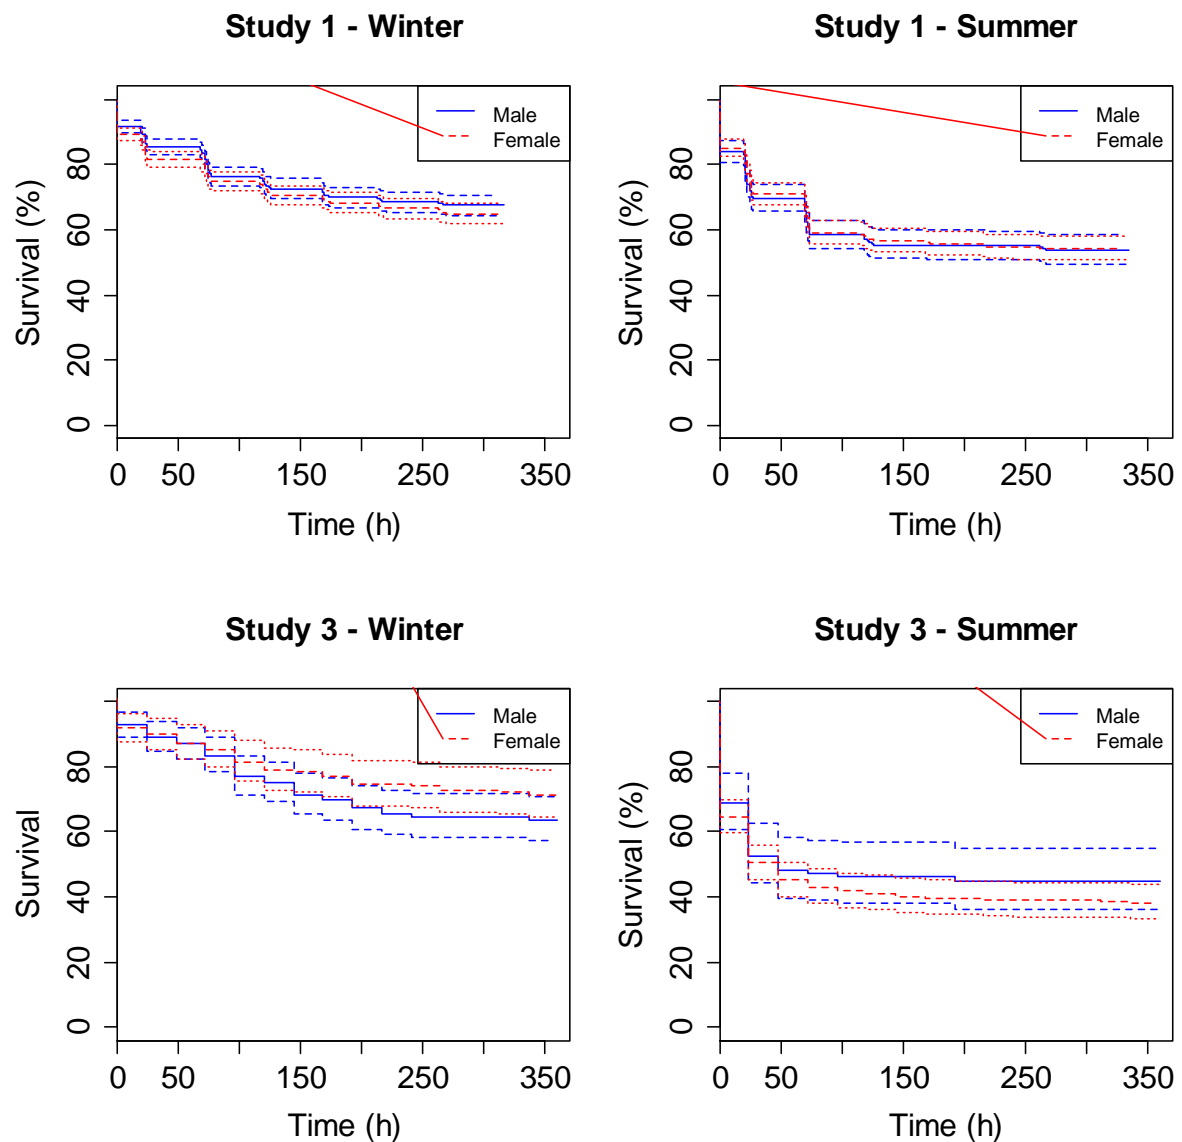 Study 1 - Winter
Survival (%)
80
60
40
20
0
Male
Female
0 50 150 250 350
Time (h)
Study 1 - Summer
Survival (%)
80
60
40
20
0
Male
Female
0 50 150 250 350
Time (h)
Study 3 - Winter
Survival
80
60
40
20
0
Male
Female
0 50 150 250 350
Time (h)
Study 3 - Summer
Survival (%)
80
60
40
20
0
Male
Female
0 50 150 250 350
Time (h)